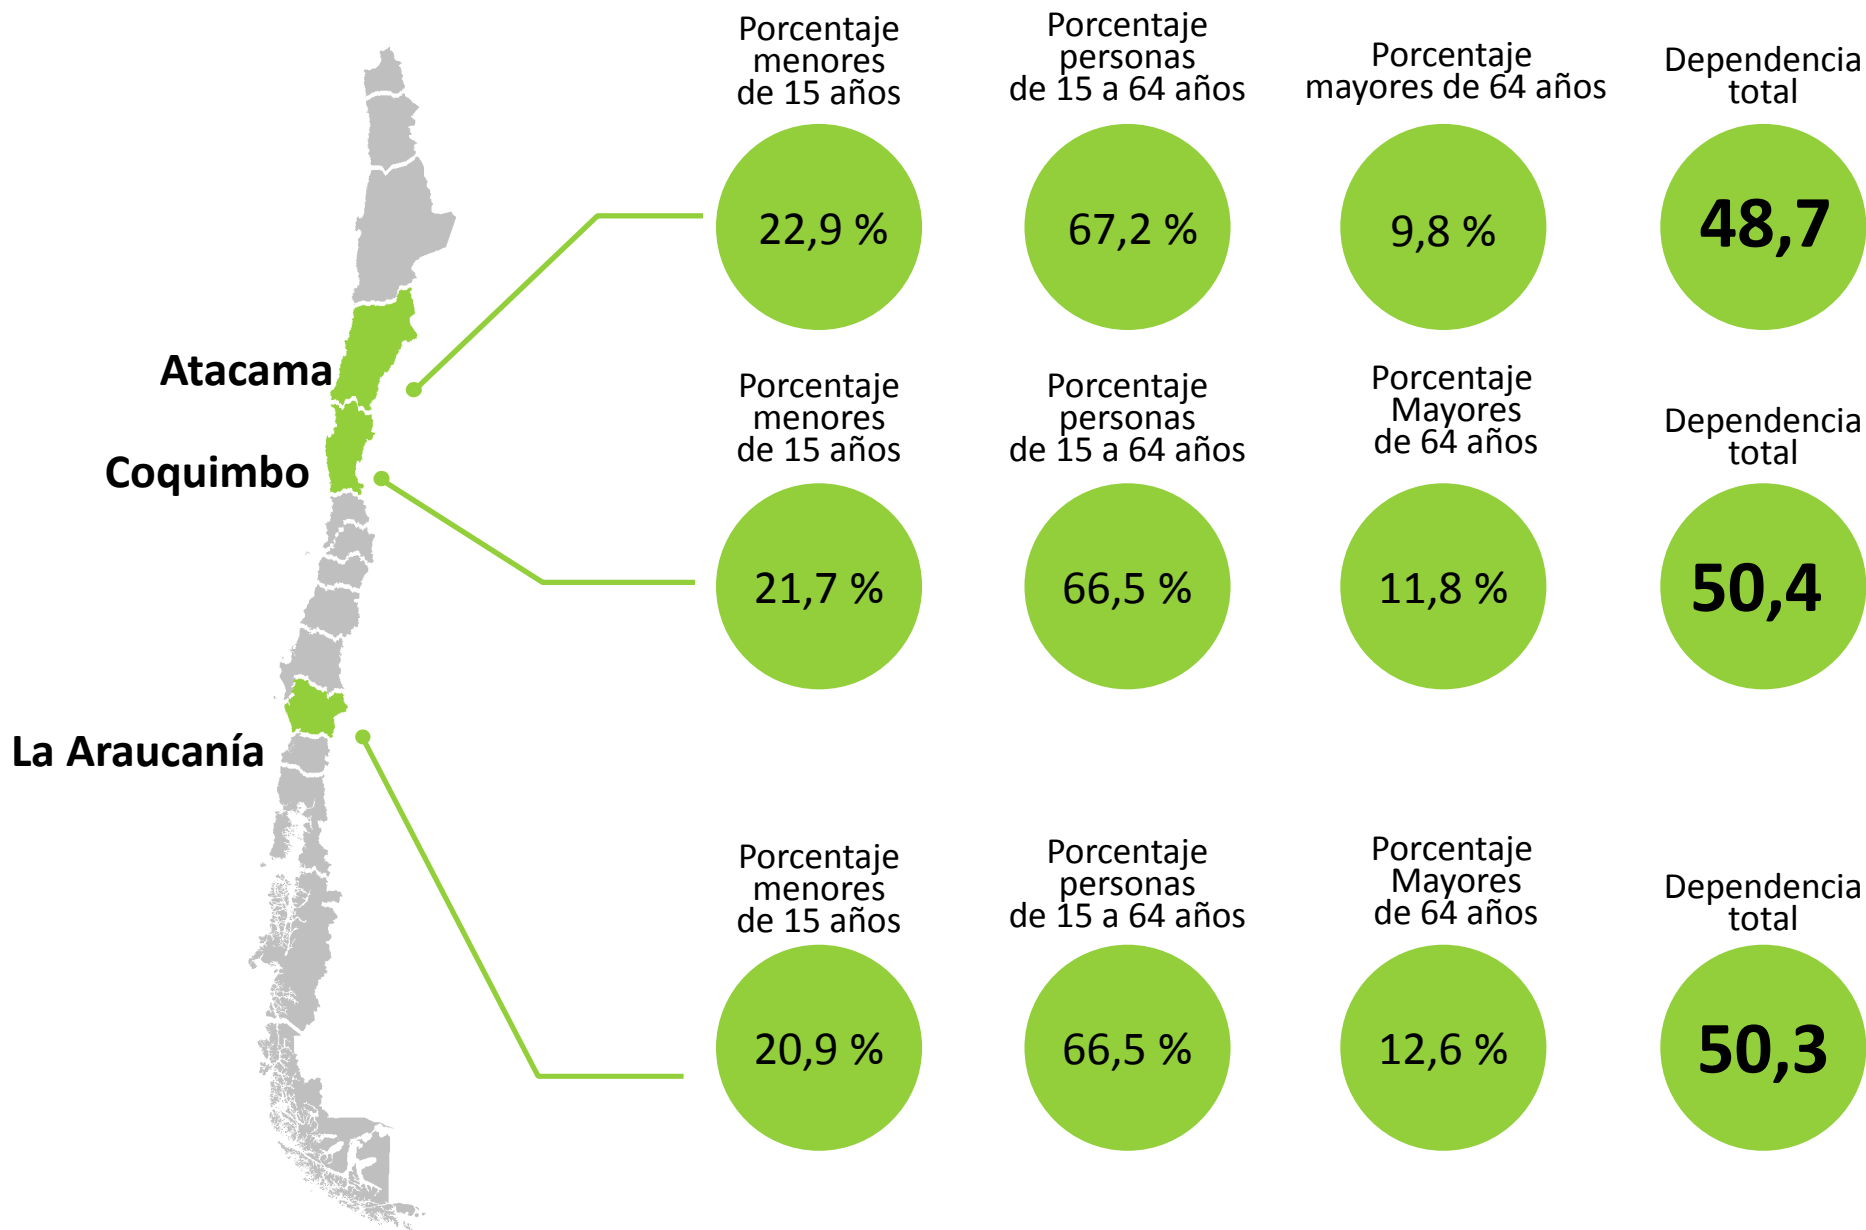 Porcentaje
menores
de 15 años
Porcentaje
personas
de 15 a 64 años
Porcentaje
mayores de 64 años
Dependencia
total
22,9 %
67,2 %
9,8 %
48,7
Atacama
Porcentaje
menores
de 15 años
Porcentaje
personas
de 15 a 64 años
Porcentaje
Mayores
de 64 años
Dependencia
total
Coquimbo
21,7 %
66,5 %
11,8 %
50,4
La Araucanía
Porcentaje
menores
de 15 años
Porcentaje
personas
de 15 a 64 años
Porcentaje
Mayores
de 64 años
Dependencia
total
20,9 %
66,5 %
12,6 %
50,3